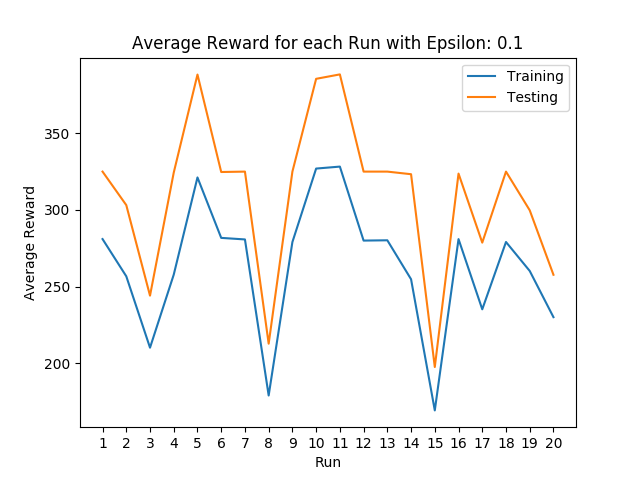 Average Reward for each Run with Epsilon: 0.1
Training
Testing
350
300
250
200
Average Reward
1 2 3 4 5 6 7 8 9 10 11 12 13 14 15 16 17 18 19 20
Run